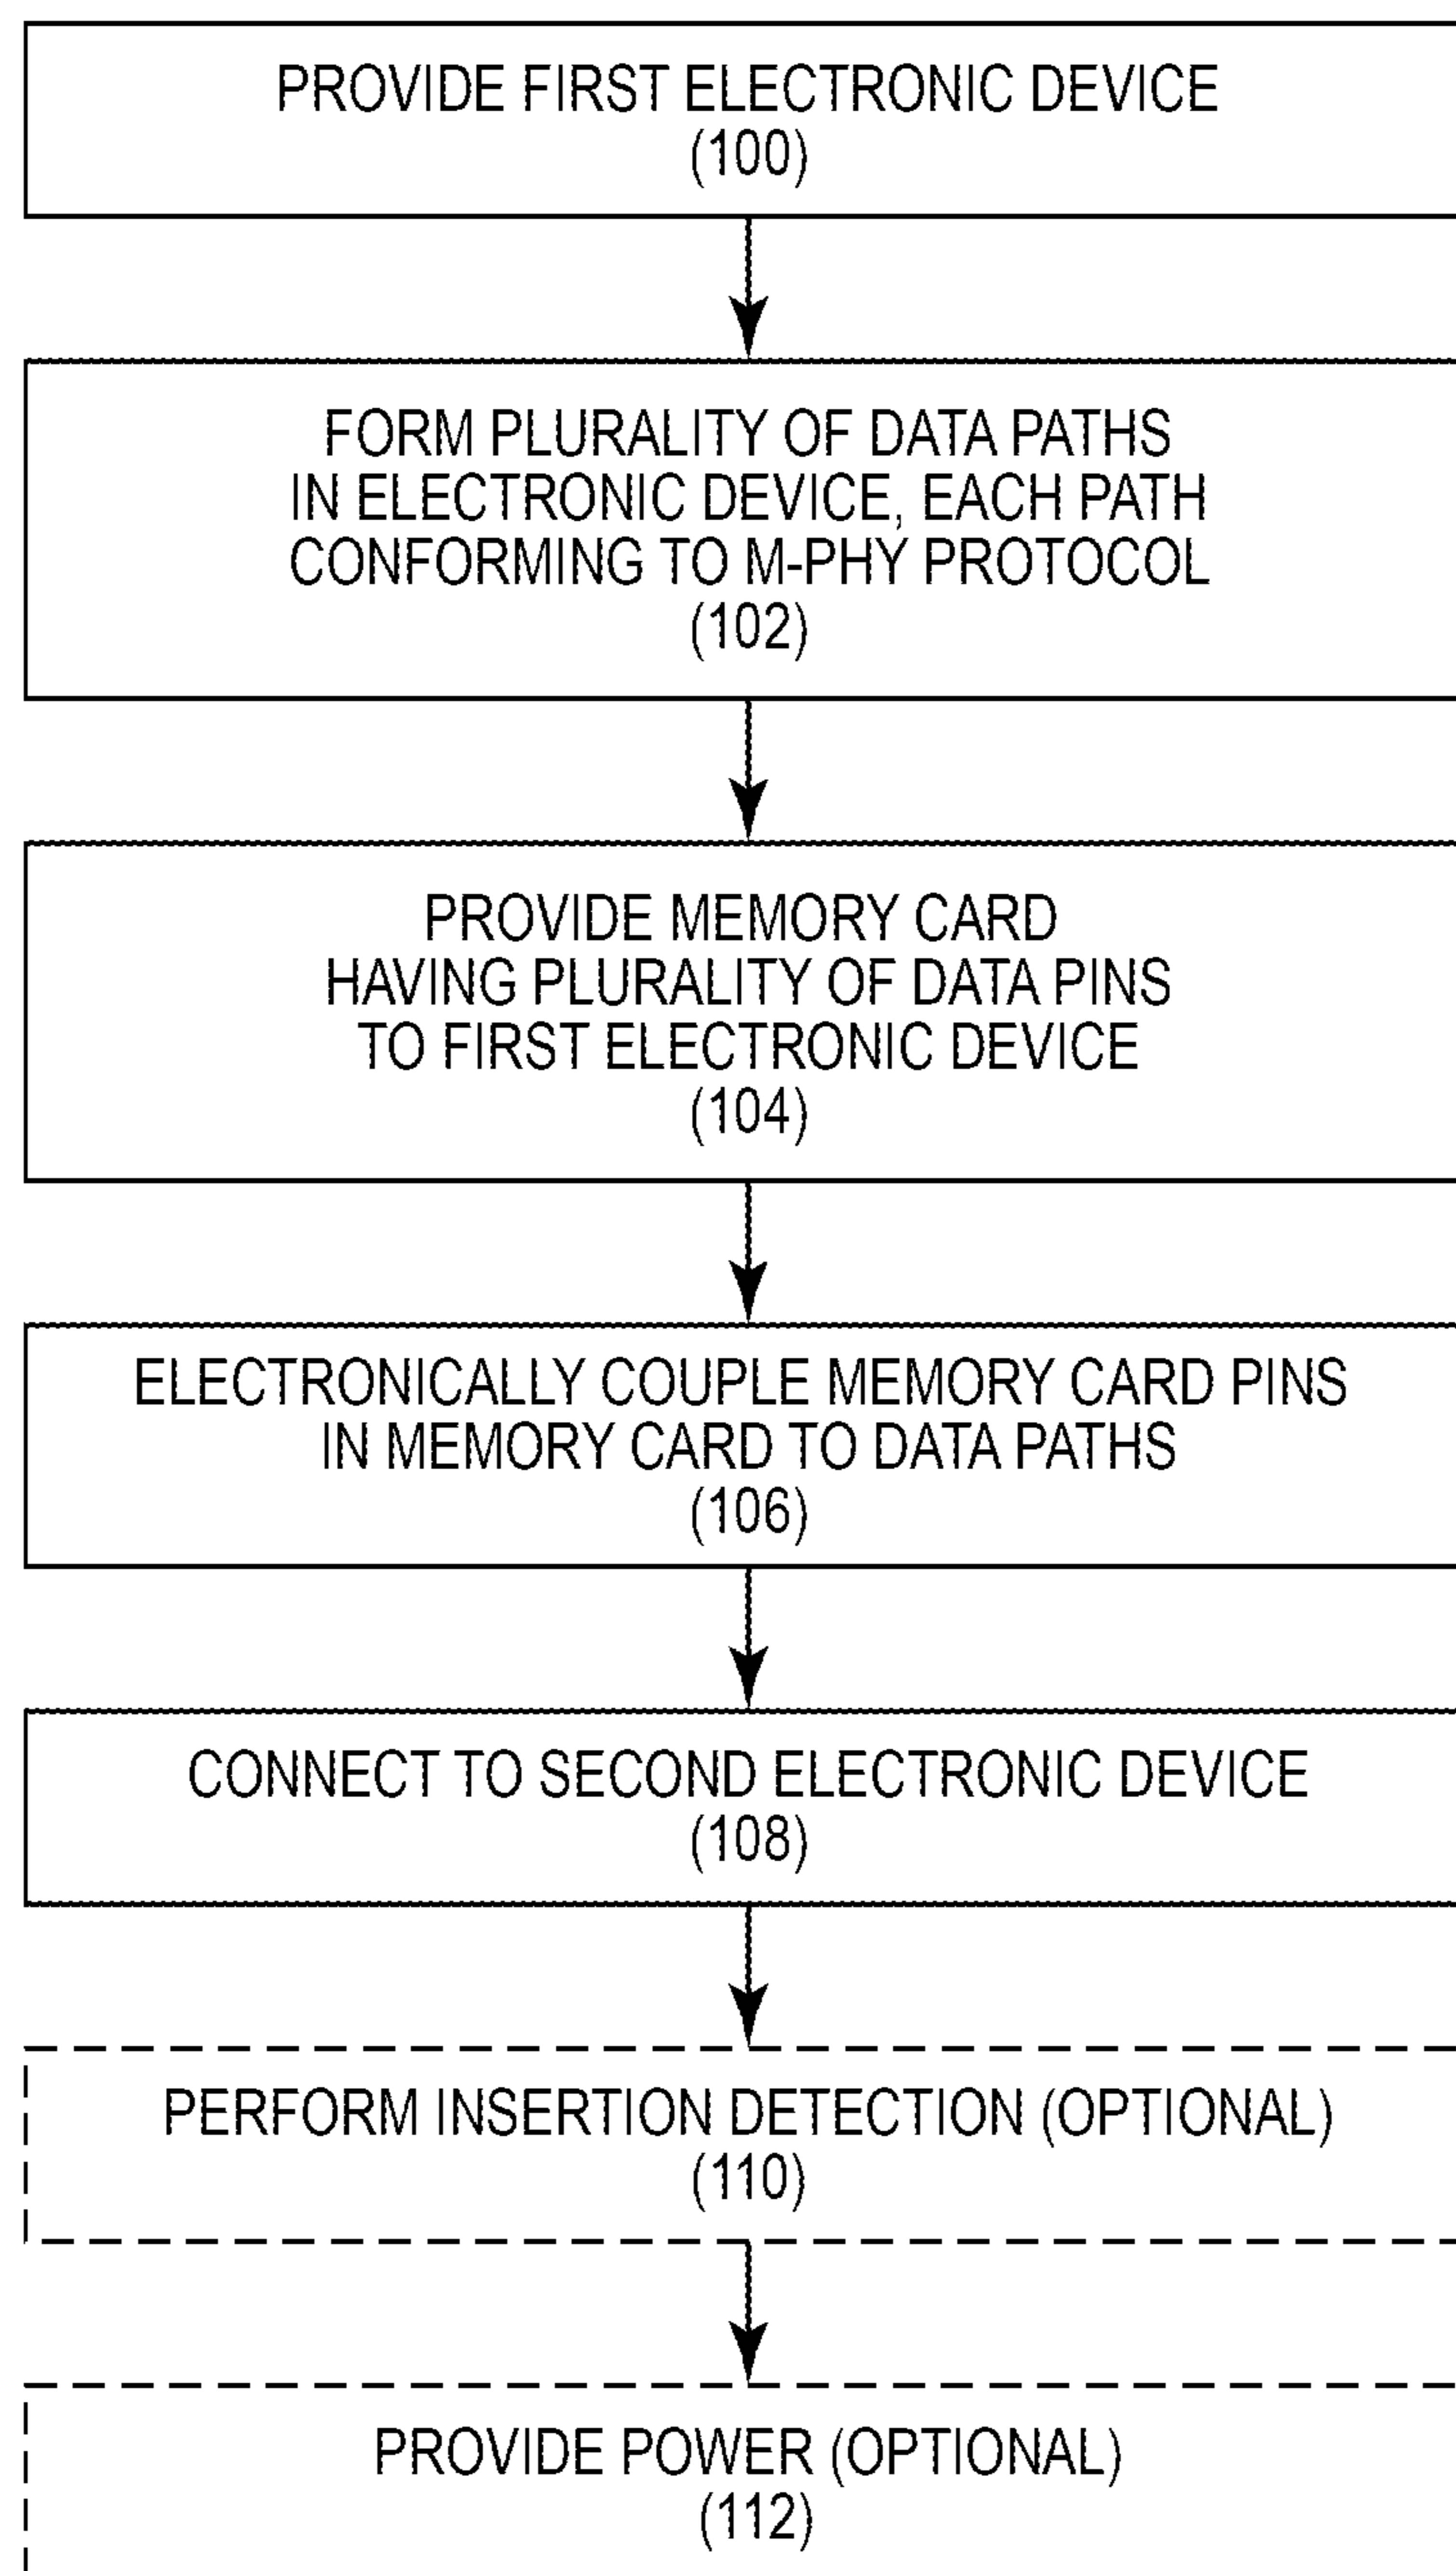 PROVIDE FIRST ELECTRONIC DEVICE
(100)
FORM PLURALITY OF DATA PATHS
IN ELECTRONIC DEVICE, EACH PATH
CONFORMING TO M-PHY PROTOCOL
(102)
PROVIDE MEMORY CARD
HAVING PLURALITY OF DATA PINS
TO FIRST ELECTRONIC DEVICE
(104)
ELECTRONICALLY COUPLE MEMORY CARD PINS
IN MEMORY CARD TO DATA PATHS
(106)
CONNECT TO SECOND ELECTRONIC DEVICE
(108)
PERFORM INSERTION DETECTION (OPTIONAL)
(110)
PROVIDE POWER (OPTIONAL)
(112)